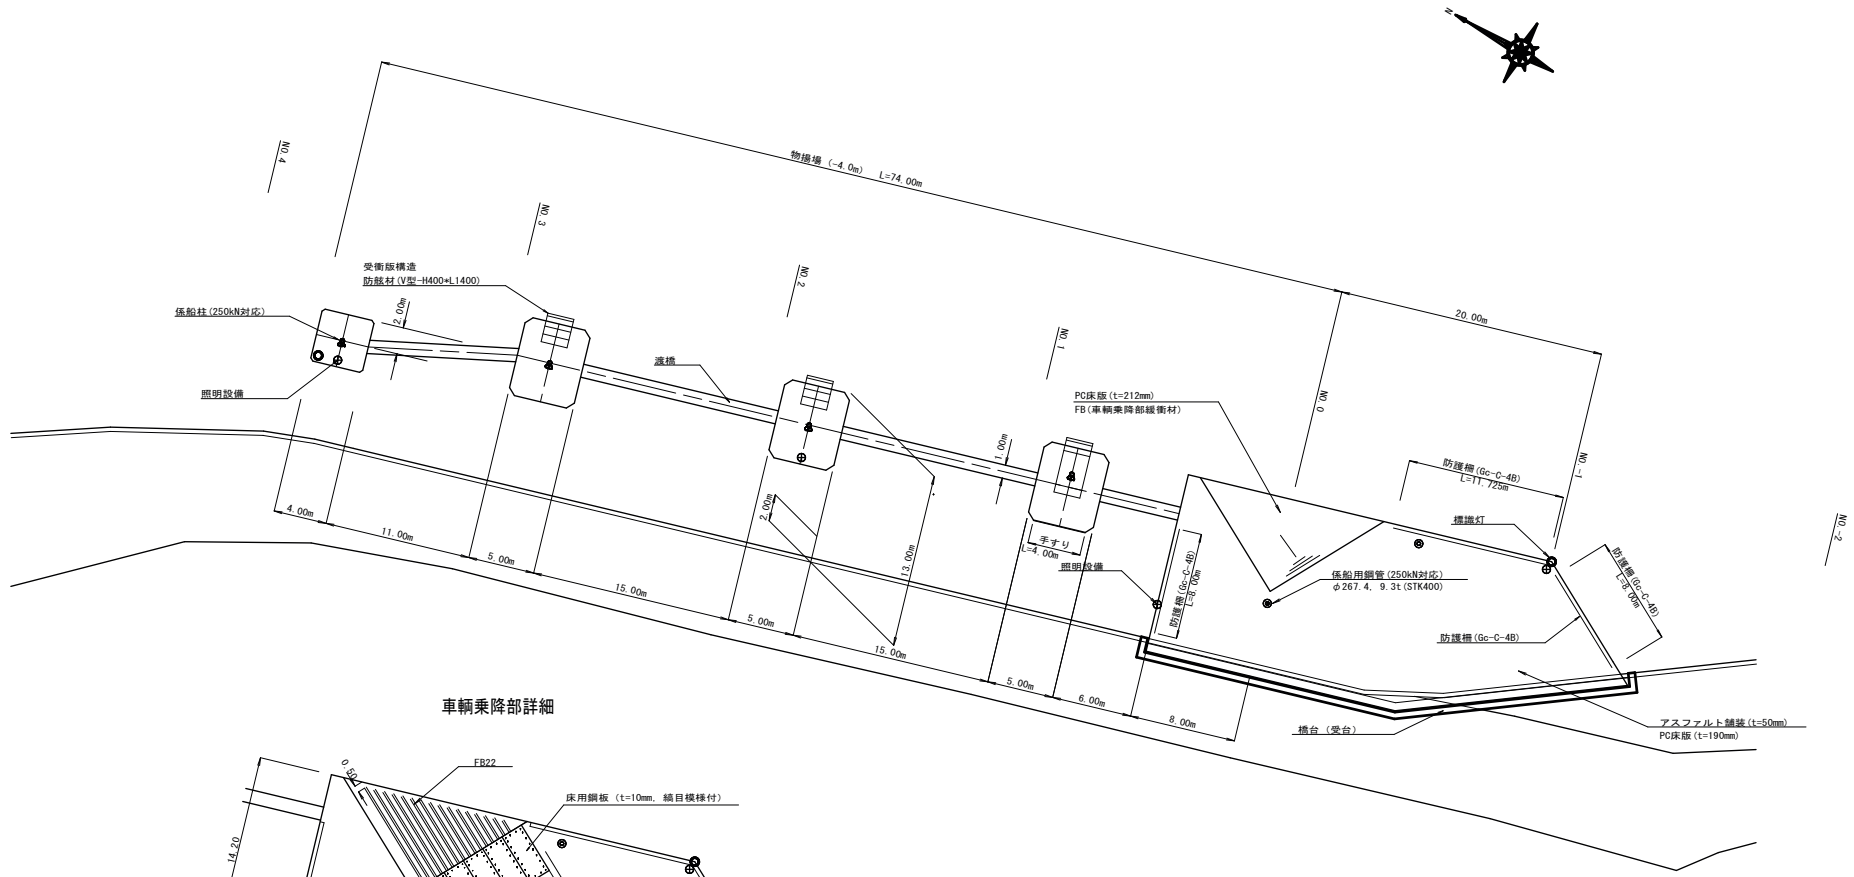 N
物揚場 (-4.0m)　L=74.00m
20.00m
NO.4
NO.3
NO.2
NO.1
NO.0
NO.-1
NO.-2
受衝版構造
防舷材(V型-H400*L1400)
係船柱(250kN対応)
2.00m
照明設備
渡橋
1.00m
PC床版(t=212mm)
FB(車輌乗降部緩衝材)
防護柵(Gc-C-4B)
L=11.725m
標識灯
防護柵(Gc-C-4B)
L=8.00m
係船用鋼管(250kN対応)
φ267.4, 9.3t(STK400)
防護柵(Gc-C-4B)
手すり
L=4.00m
照明設備
防護柵(Gc-C-4B)
L=8.00m
2.00m
13.00m
4.00m
11.00m
5.00m
15.00m
5.00m
15.00m
5.00m
6.00m
8.00m
橋台 (受台)
アスファルト舗装(t=50mm)
PC床版(t=190mm)
車輌乗降部詳細
0.50
FB22
床用鋼板 (t=10mm, 縞目模様付)
14.20